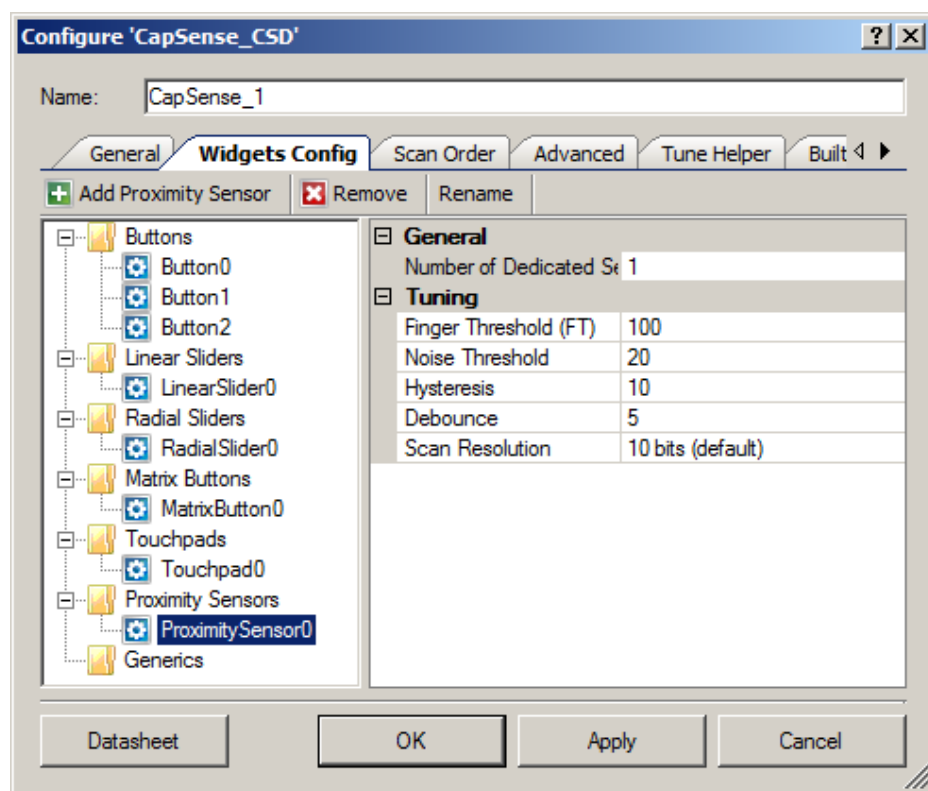 Configure 'CapSense_CSD'
Name: CapSense_1
General Widgets Config Scan Order Advanced Tune Helper Built
Add Proximity Sensor Remove Rename
Buttons
Button0
Button1
Button2
Linear Sliders
LinearSlider0
Radial Sliders
RadialSlider0
Matrix Buttons
MatrixButton0
Touchpads
Touchpad0
Proximity Sensors
ProximitySensor0
Generics
General
Number of Dedicated Se 1
Tuning
Finger Threshold (FT) 100
Noise Threshold 20
Hysteresis 10
Debounce 5
Scan Resolution 10 bits (default)
Datasheet OK Apply Cancel